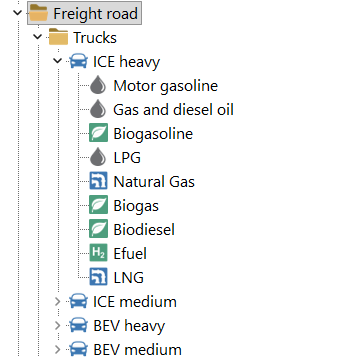 Freight road
Trucks
ICE heavy
Motor gasoline
Gas and diesel oil
Biogasoline
LPG
Natural Gas
Biogas
Biodiesel
H₂ Efuel
LNG
ICE medium
BEV heavy
BEV medium